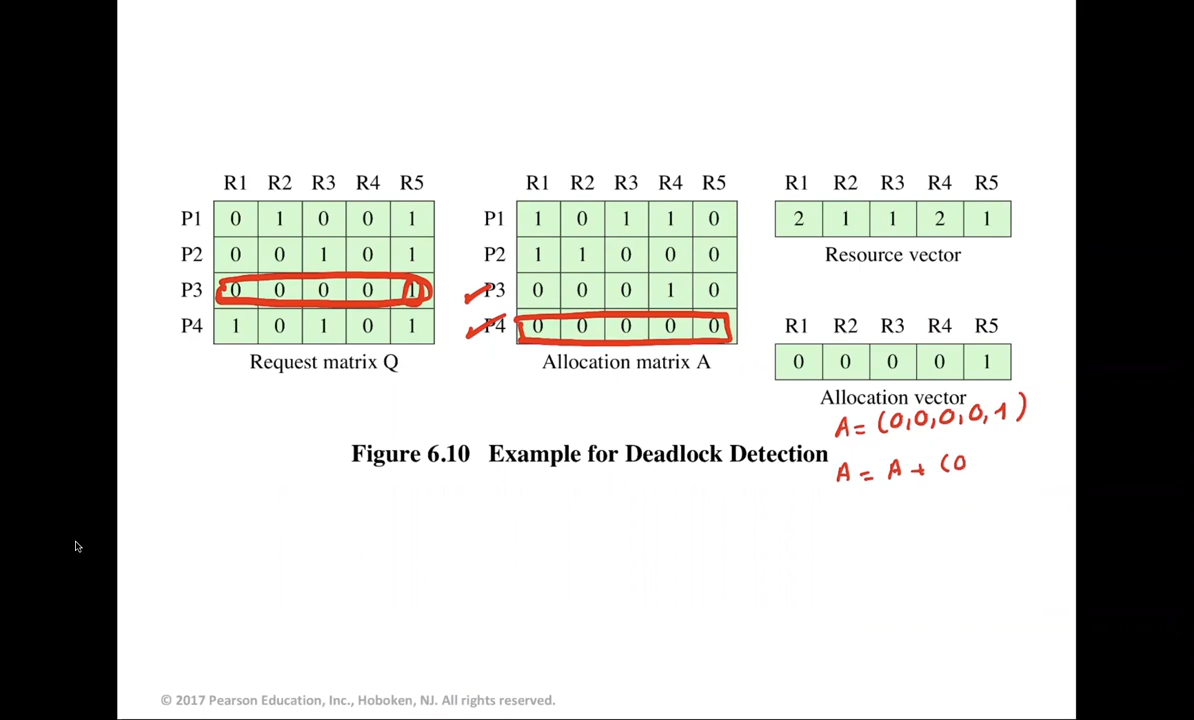 R1 R2 R3 R4 R5
P1 0 1 0 0 1
P2 0 0 1 0 1
P3 0 0 0 0 1
P4 1 0 1 0 1
Request matrix Q
R1 R2 R3 R4 R5
P1 1 0 1 1 0
P2 1 1 0 0 0
P3 0 0 0 1 0
P4 0 0 0 0 0
Allocation matrix A
R1 R2 R3 R4 R5
2 1 1 2 1
Resource vector
R1 R2 R3 R4 R5
0 0 0 0 1
Allocation vector
A = (0,0,0,0,1)
A = A + (0
Figure 6.10 Example for Deadlock Detection
© 2017 Pearson Education, Inc., Hoboken, NJ. All rights reserved.